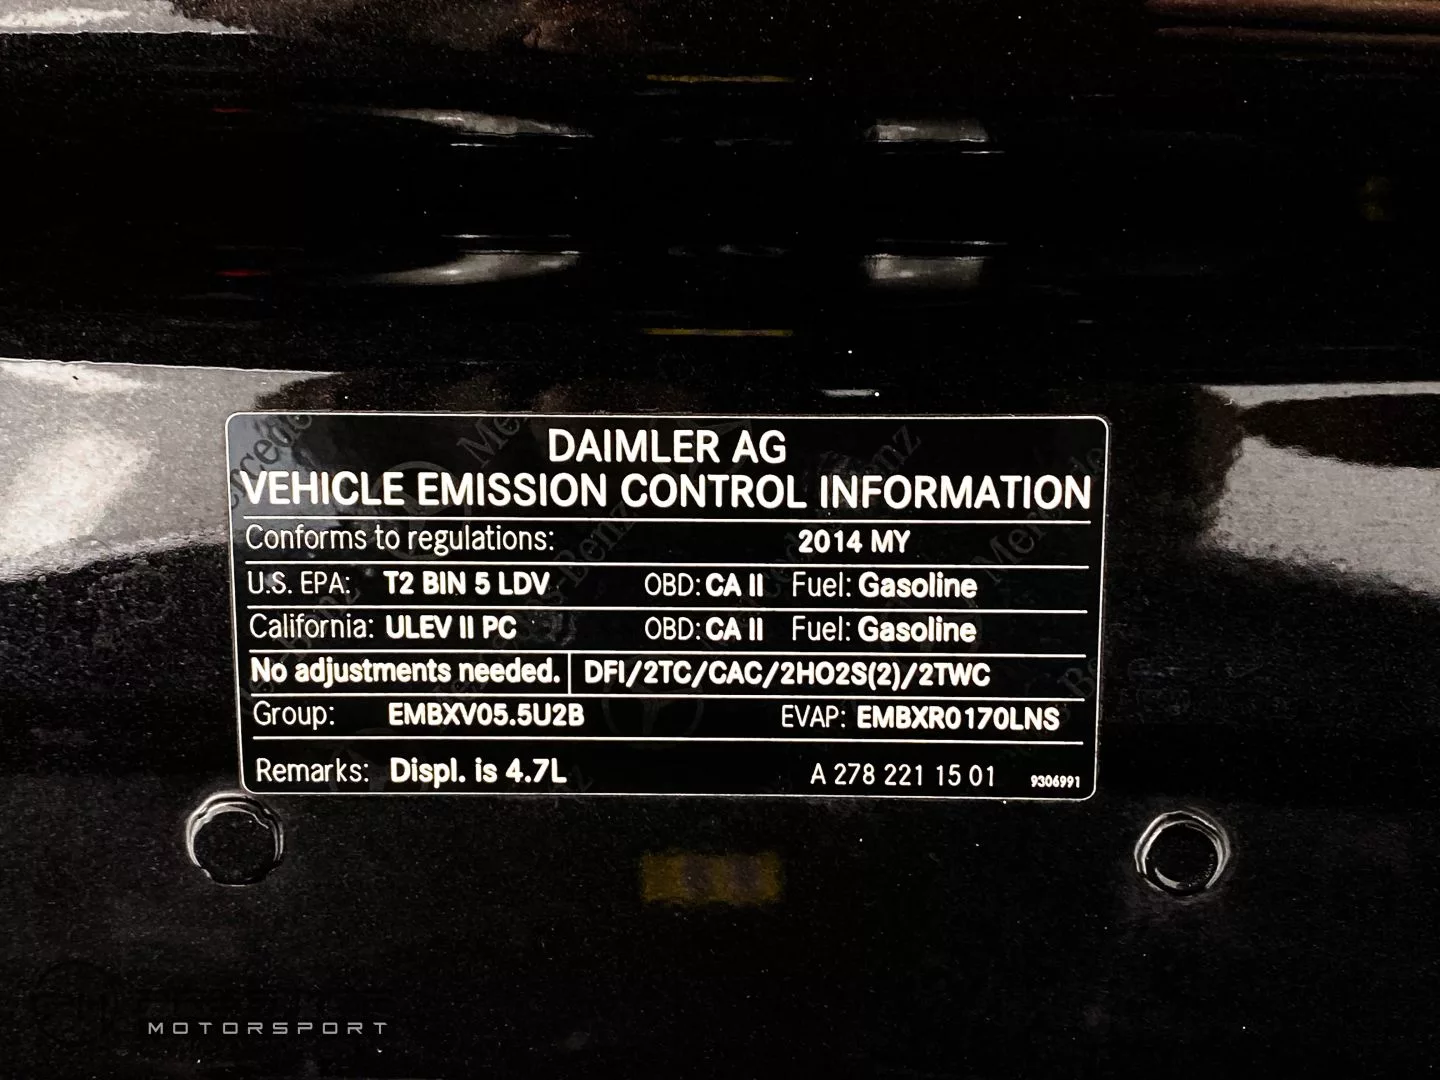 DAIMLER AG
VEHICLE EMISSION CONTROL INFORMATION
Conforms to regulations: 2014 MY
U.S. EPA: T2 BIN 5 LDV OBD: CA II Fuel: Gasoline
California: ULEV II PC OBD: CA II Fuel: Gasoline
No adjustments needed. DFI/2TC/CAC/2HO2S(2)/2TWC
Group: EMBXV05.5U2B EVAP: EMBXR0170LNS
Remarks: Displ. is 4.7L A 278 221 15 01 9306991
MOTORSPORT